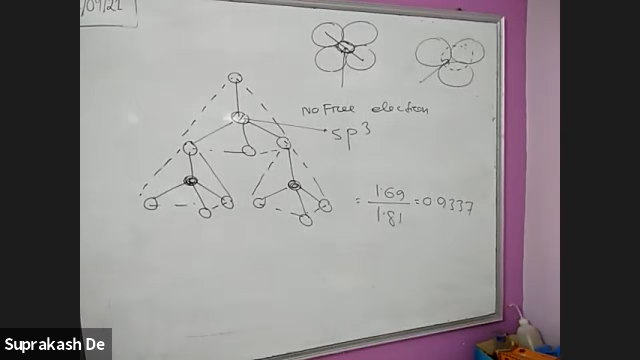 No Free electron
sp3
= 1.69 / 1.81 = 0.9337
Suprakash De